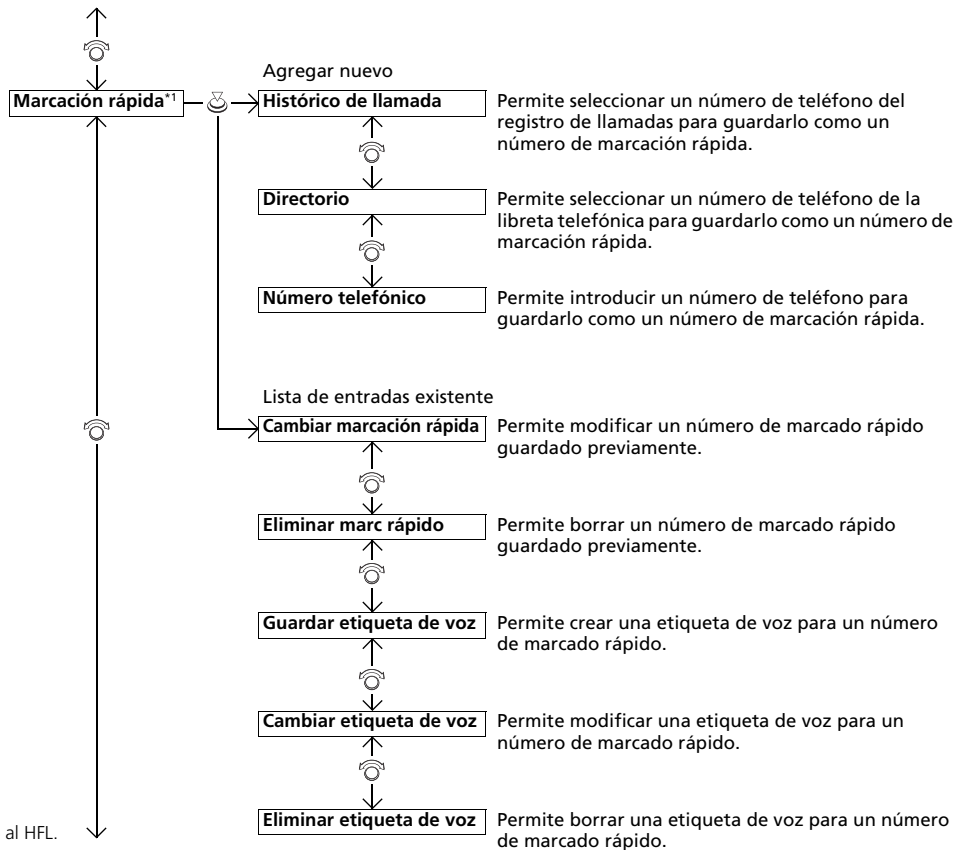 Agregar nuevo
Marcación rápida*1
Histórico de llamada
Permite seleccionar un número de teléfono del
registro de llamadas para guardarlo como un
número de marcación rápida.
Directorio
Permite seleccionar un número de teléfono de la
libreta telefónica para guardarlo como un número de
marcación rápida.
Número telefónico
Permite introducir un número de teléfono para
guardarlo como un número de marcación rápida.
Lista de entradas existente
Cambiar marcación rápida
Permite modificar un número de marcado rápido
guardado previamente.
Eliminar marc rápido
Permite borrar un número de marcado rápido
guardado previamente.
Guardar etiqueta de voz
Permite crear una etiqueta de voz para un número
de marcado rápido.
Cambiar etiqueta de voz
Permite modificar una etiqueta de voz para un
número de marcado rápido.
Eliminar etiqueta de voz
Permite borrar una etiqueta de voz para un número
de marcado rápido.
al HFL.